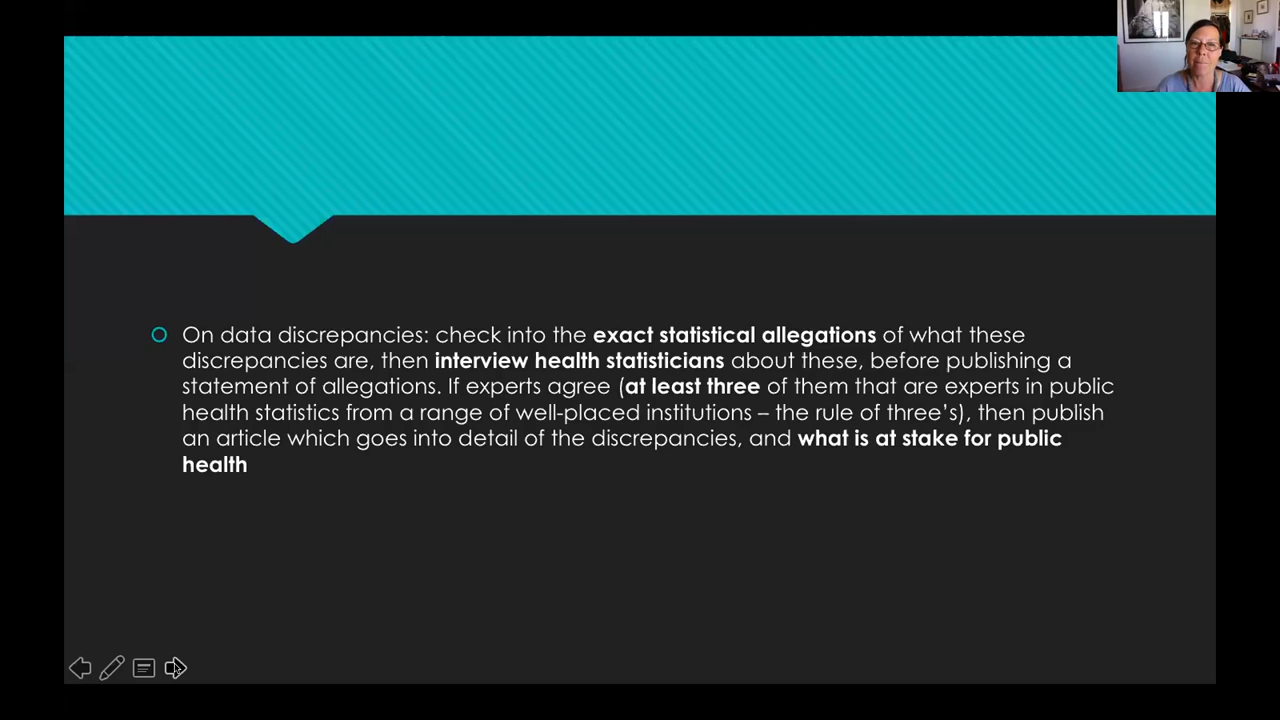 On data discrepancies: check into the exact statistical allegations of what these
discrepancies are, then interview health statisticians about these, before publishing a
statement of allegations. If experts agree (at least three of them that are experts in public
health statistics from a range of well-placed institutions – the rule of three’s), then publish
an article which goes into detail of the discrepancies, and what is at stake for public
health